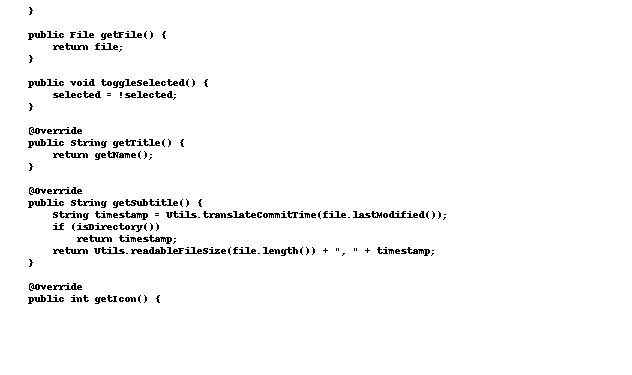 }
public File getFile() {
return file;
}
public void toggleSelected() {
selected = !selected;
}
@Override
public String getTitle() {
return getName();
}
@Override
public String getSubtitle() {
String timestamp = Utils.translateCommitTime(file.lastModified());
if (isDirectory())
return timestamp;
return Utils.readableFileSize(file.length()) + ", " + timestamp;
}
@Override
public int getIcon() {